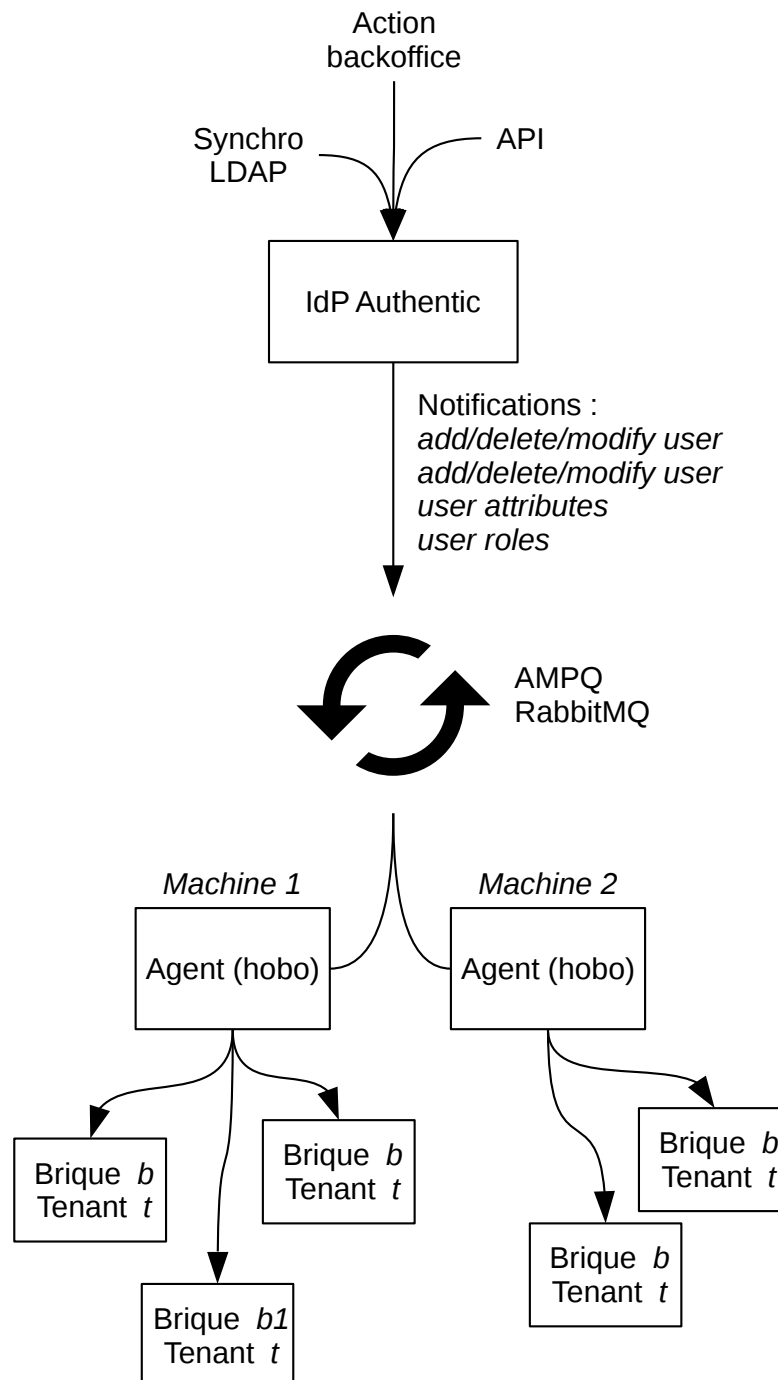 Action
backoffice
Synchro
LDAP
API
IdP Authentic
Notifications :
add/delete/modify user
add/delete/modify user
user attributes
user roles
AMPQ
RabbitMQ
Machine 1
Machine 2
Agent (hobo)
Agent (hobo)
Brique b
Tenant t
Brique b
Tenant t
Brique b1
Tenant t
Brique b
Tenant t
Brique b
Tenant t